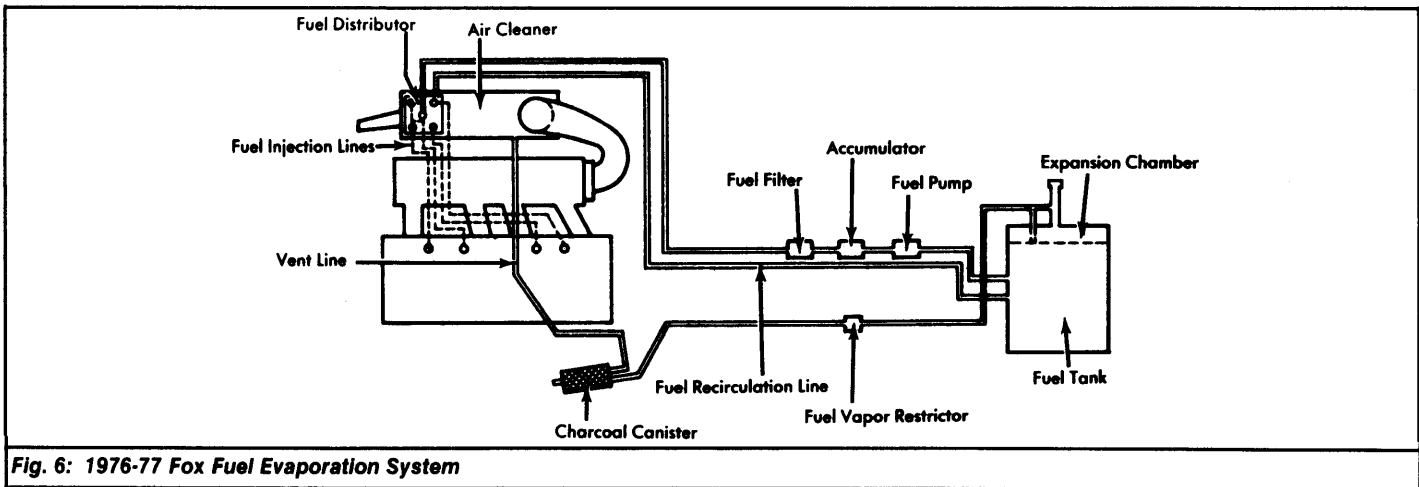 Fuel Distributor
Air Cleaner
Fuel Injection Lines
Accumulator
Expansion Chamber
Fuel Filter
Fuel Pump
Vent Line
Fuel Recirculation Line
Fuel Tank
Fuel Vapor Restrictor
Charcoal Canister
Fig. 6: 1976-77 Fox Fuel Evaporation System